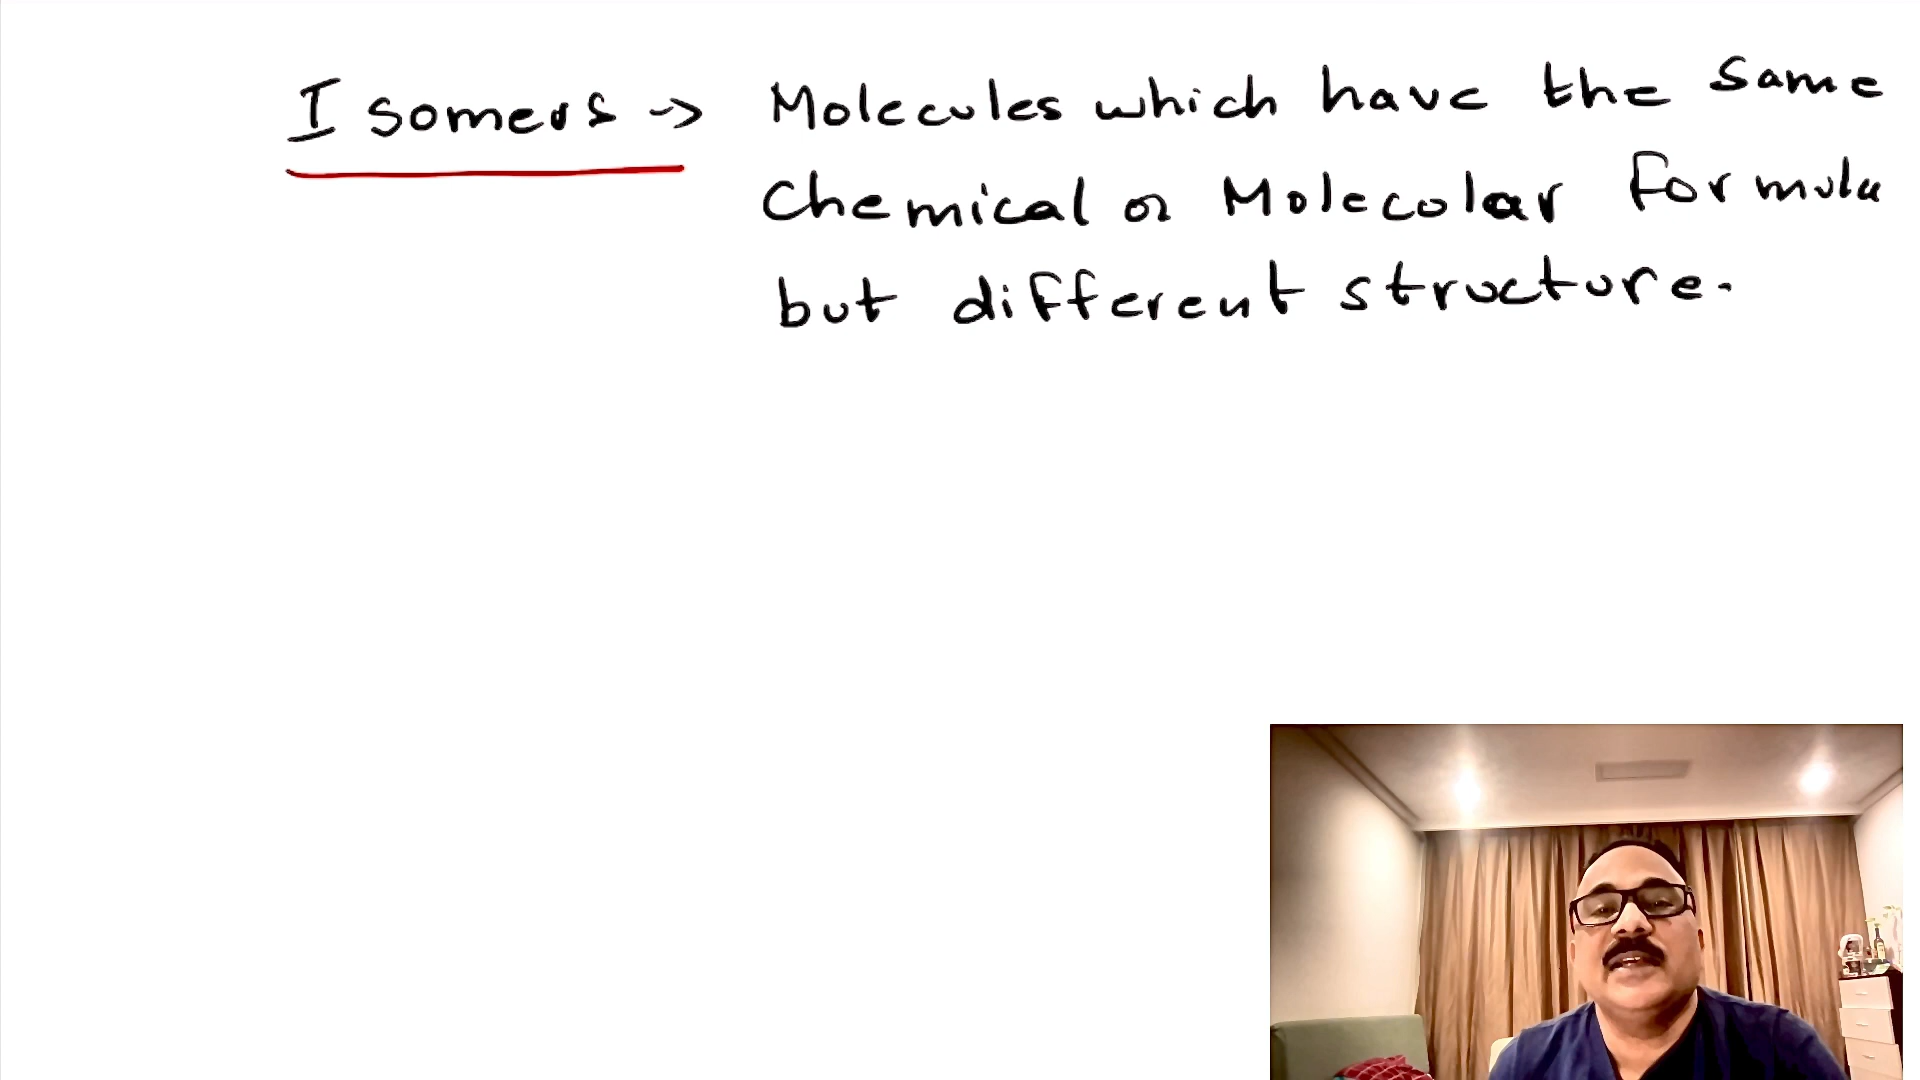 Isomers -> Molecules which have the same
Chemical or Molecolar Formula
but different structure.